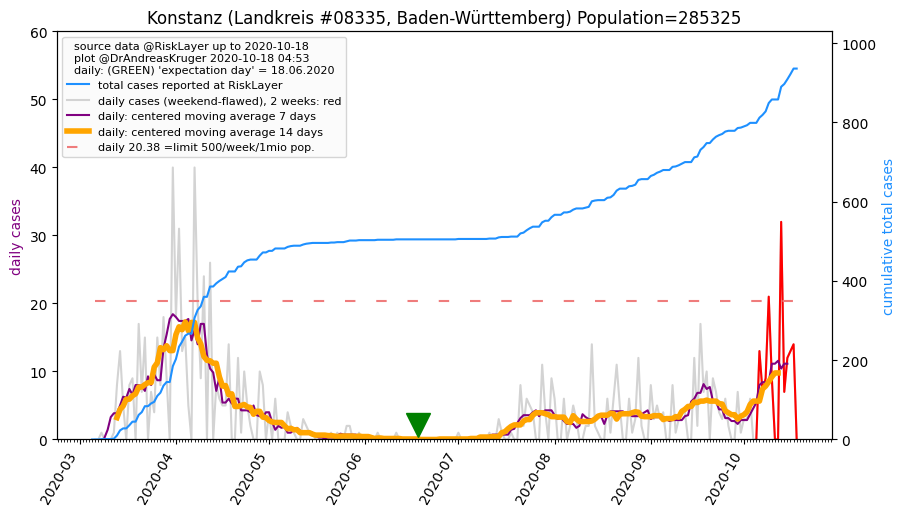 Konstanz (Landkreis #08335, Baden-Württemberg) Population=285325
source data @RiskLayer up to 2020-10-18
plot @DrAndreasKruger 2020-10-18 04:53
daily: (GREEN) 'expectation day' = 18.06.2020
total cases reported at RiskLayer
daily cases (weekend-flawed), 2 weeks: red
daily: centered moving average 7 days
daily: centered moving average 14 days
daily 20.38 =limit 500/week/1mio pop.
daily cases
60
50
40
30
20
10
0
cumulative total cases
1000
800
600
400
200
0
2020-03
2020-04
2020-05
2020-06
2020-07
2020-08
2020-09
2020-10